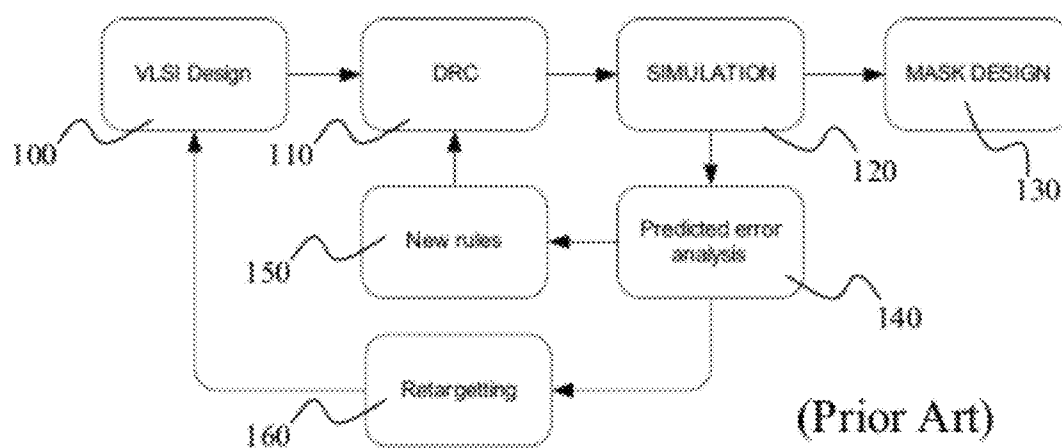 VLSI Design
DRC
SIMULATION
MASK DESIGN
100
110
120
130
New rules
Predicted error
analysis
150
140
Retargetting
160
(Prior Art)